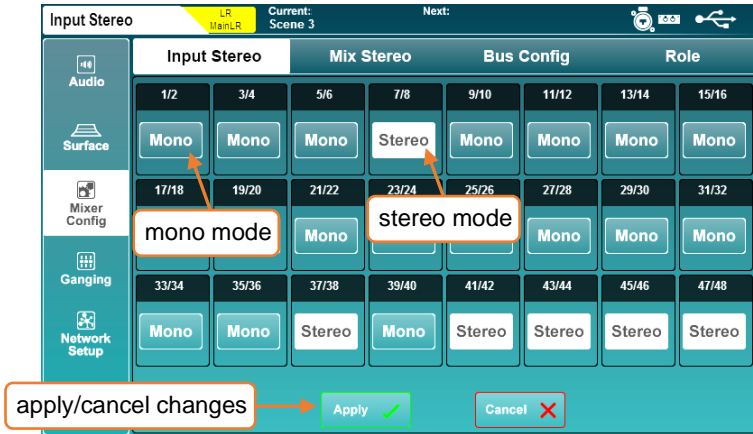 Input Stereo
LR
MainLR
Current:
Scene 3
Next:
Input Stereo
Mix Stereo
Bus Config
Role
Audio
Surface
Mixer
Config
Ganging
Network
Setup
1/2 3/4 5/6 7/8 9/10 11/12 13/14 15/16
Mono Mono Mono Stereo Mono Mono Mono Mono
17/18 19/20 21/22 23/24 25/26 27/28 29/30 31/32
mono mode
stereo mode
Mono Mono Mono Mono
33/34 35/36 37/38 39/40 41/42 43/44 45/46 47/48
Mono Mono Stereo Mono Stereo Stereo Stereo Stereo
apply/cancel changes
Apply
Cancel